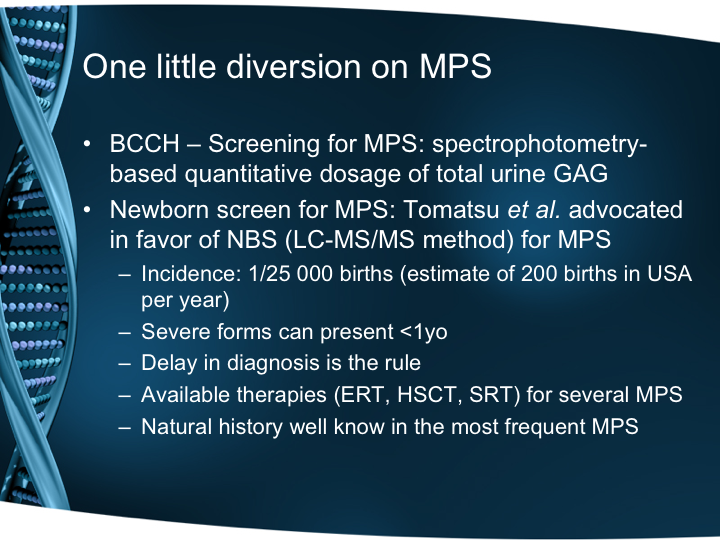 One little diversion on MPS
• BCCH – Screening for MPS: spectrophotometry-
based quantitative dosage of total urine GAG
• Newborn screen for MPS: Tomatsu et al. advocated
in favor of NBS (LC-MS/MS method) for MPS
– Incidence: 1/25 000 births (estimate of 200 births in USA
per year)
– Severe forms can present <1yo
– Delay in diagnosis is the rule
– Available therapies (ERT, HSCT, SRT) for several MPS
– Natural history well know in the most frequent MPS